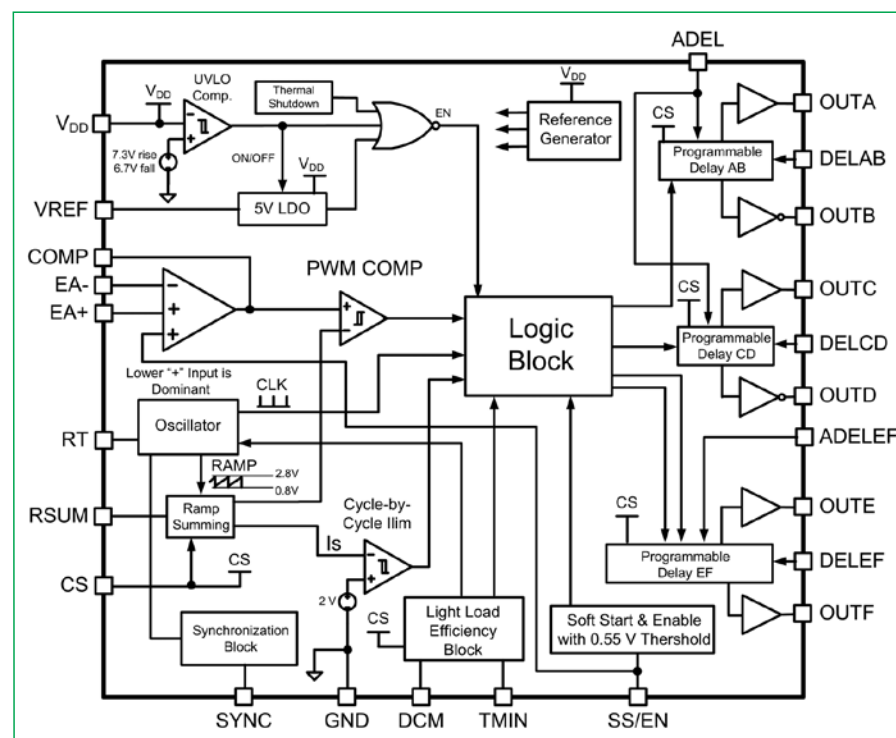 ADEL
UVLO
Comp.
VDD
Thermal
Shutdown
EN
VDD
Reference
Generator
VDD
7.3V rise
6.7V fall
ON/OFF
VDD
5V LDO
VREF
CS
Programmable
Delay AB
OUTA
DELAB
OUTB
COMP
EA-
EA+
PWM COMP
Logic
Block
CS
Programmable
Delay CD
OUTC
DELCD
OUTD
Lower "+" Input is
Dominant
CLK
Oscillator
RT
RAMP
2.8V
0.8V
ADELEF
RSUM
Ramp
Summing
Cycle-by-
Cycle Ilim
IS
CS
CS
2 V
CS
Programmable
Delay EF
OUTE
DELEF
OUTF
Synchronization
Block
CS
Light Load
Efficiency
Block
Soft Start & Enable
with 0.55 V Thershold
SYNC
GND
DCM
TMIN
SS/EN